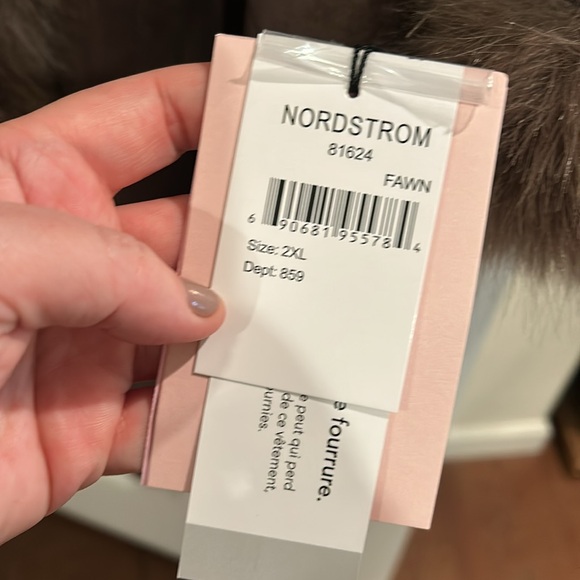 NORDSTROM
81624
FAWN
6 90681 95578 4
Size: 2XL
Dept: 859
e fourrure.
e peut qui perd
de ce vêtement,
urnies.